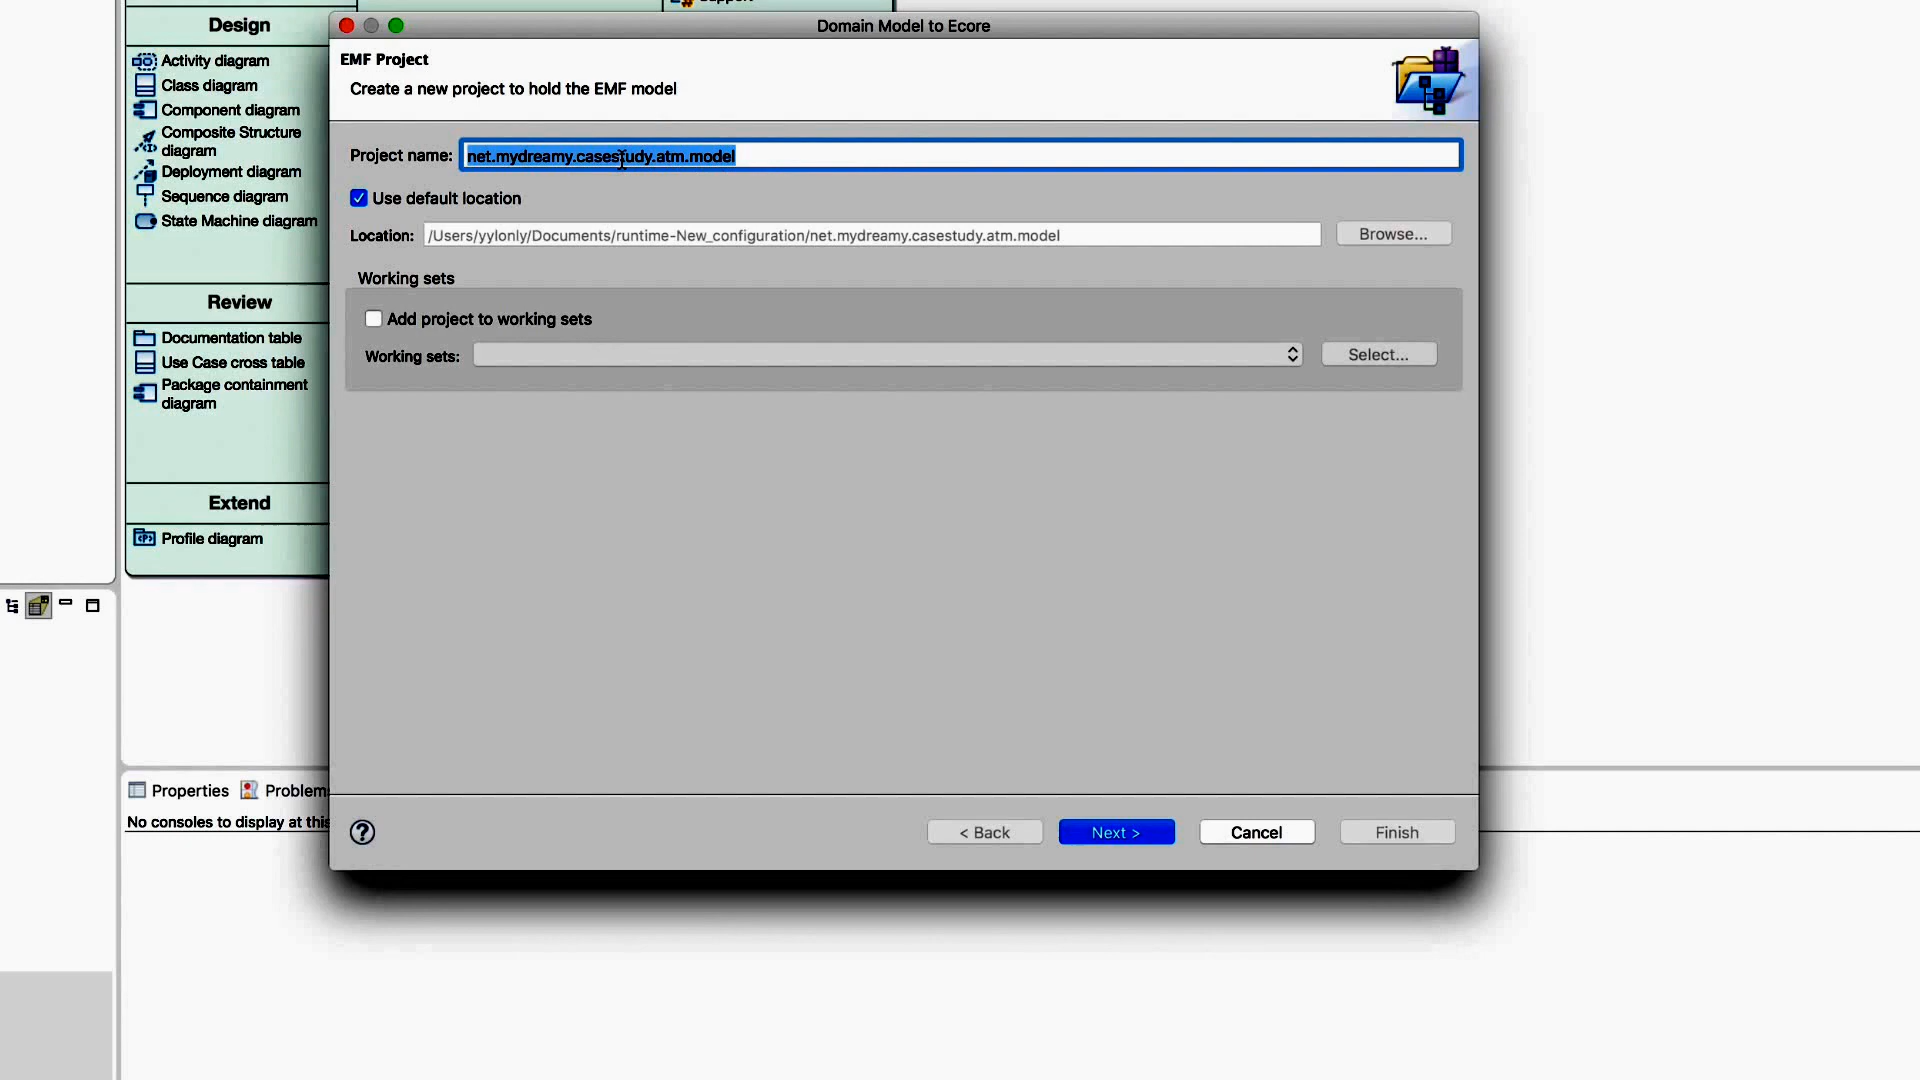 Design
Activity diagram
Class diagram
Component diagram
Composite Structure
diagram
Deployment diagram
Sequence diagram
State Machine diagram
Review
Documentation table
Use Case cross table
Package containment
diagram
Extend
Profile diagram
Properties
Problem
No consoles to display at this
Domain Model to Ecore
EMF Project
Create a new project to hold the EMF model
Project name: net.mydreamy.casestudy.atm.model
Use default location
Location: /Users/yylonly/Documents/runtime-New_configuration/net.mydreamy.casestudy.atm.model Browse...
Working sets
Add project to working sets
Working sets: Select...
< Back Next > Cancel Finish